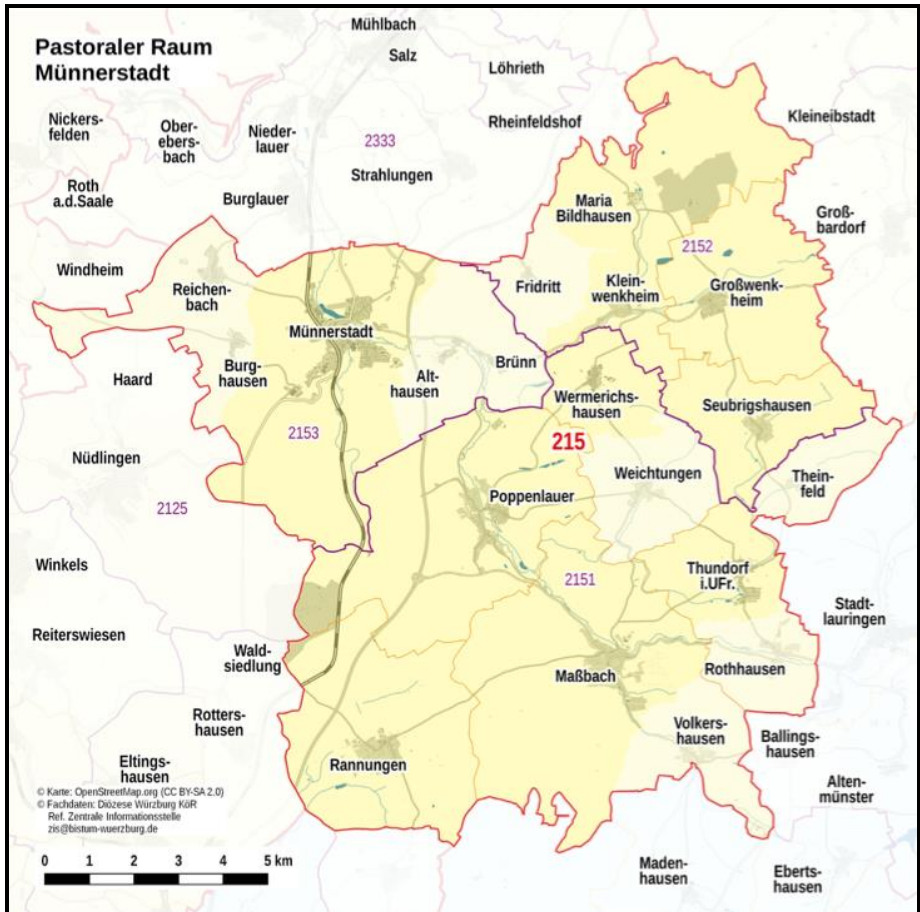 Pastoraler Raum
Münnerstadt
Mühlbach
Salz
Löhrieth
Nickers-
felden
Ober-
ebers-
bach
Nieder-
lauer
2333
Rheinfeldshof
Kleineibstadt
Strahlungen
Roth
a.d.Saale
Burglauer
Maria
Bildhausen
Groß-
bardorf
2152
Windheim
Reichen-
bach
Fridritt
Klein-
wenkheim
Großwenk-
heim
Münnerstadt
Burg-
hausen
Alt-
hausen
Brünn
Haard
Wermerichs-
hausen
Seubrigshausen
2153
215
Nüdlingen
Weichtungen
Thein-
feld
Poppenlauer
2125
Winkels
2151
Thundorf
i.UFr.
Stadt-
lauringen
Reiterswiesen
Wald-
siedlung
Maßbach
Rothhausen
Rotters-
hausen
Volkers-
hausen
Ballings-
hausen
Eltings-
hausen
Rannungen
Alten-
münster
© Karte: OpenStreetMap.org (CC BY-SA 2.0)
© Fachdaten: Diözese Würzburg KöR
Ref. Zentrale Informationsstelle
zis@bistum-wuerzburg.de
0 1 2 3 4 5 km
Maden-
hausen
Eberts-
hausen